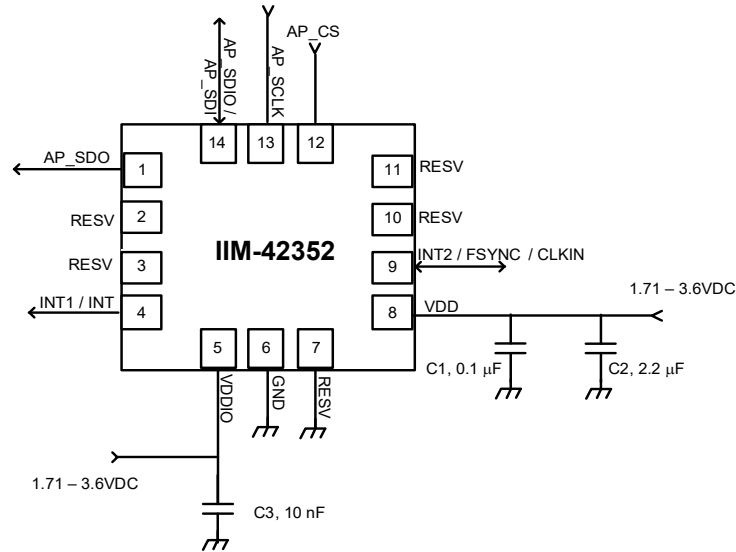 AP_CS
AP_SDIO /
AP_SDI
AP_SCLK
14
13
12
AP_SDO
1
11
RESV
RESV
2
10
RESV
IIM-42352
RESV
3
9
INT2 / FSYNC / CLKIN
INT1 / INT
4
8
VDD
1.71 – 3.6VDC
5
6
7
VDDIO
GND
RESV
C1, 0.1 μF
C2, 2.2 μF
1.71 – 3.6VDC
C3, 10 nF